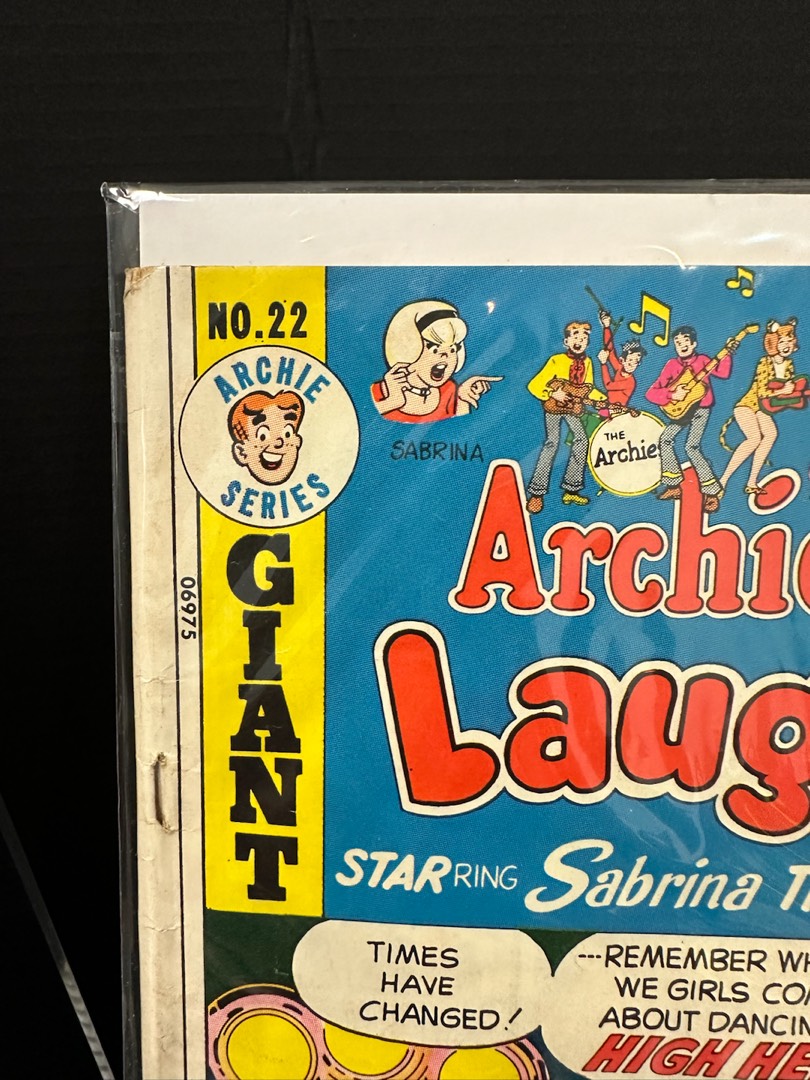 NO.22
ARCHIE
SERIES
GIANT
06975
SABRINA
THE
Archie
Archie
Laug
STARRING Sabrina T
TIMES
HAVE
CHANGED!
---REMEMBER WH
WE GIRLS CO
ABOUT DANCIN
HIGH HE